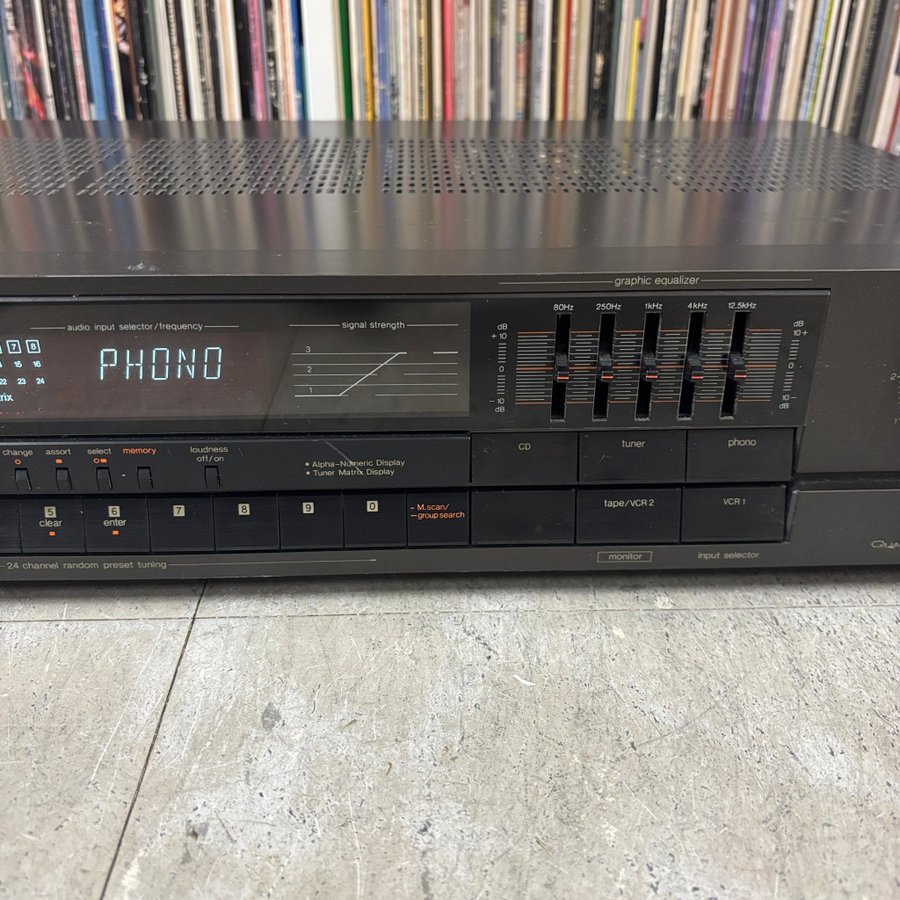 graphic equalizer
80Hz 250Hz 1kHz 4kHz 12.5kHz
audio input selector/frequency
signal strength
dB
+10
0
-10
dB
dB
10+
0
10-
dB
7 8
15 16
22 23 24
PHONO
3
2
1
2-
change assort select memory
loudness
off/on
• Alpha-Numeric Display
• Tuner Matrix Display
CD tuner phono
5 6 7 8 9 0
clear enter
- M.scan/
- group search
tape/VCR 2 VCR 1
24 channel random preset tuning
monitor input selector